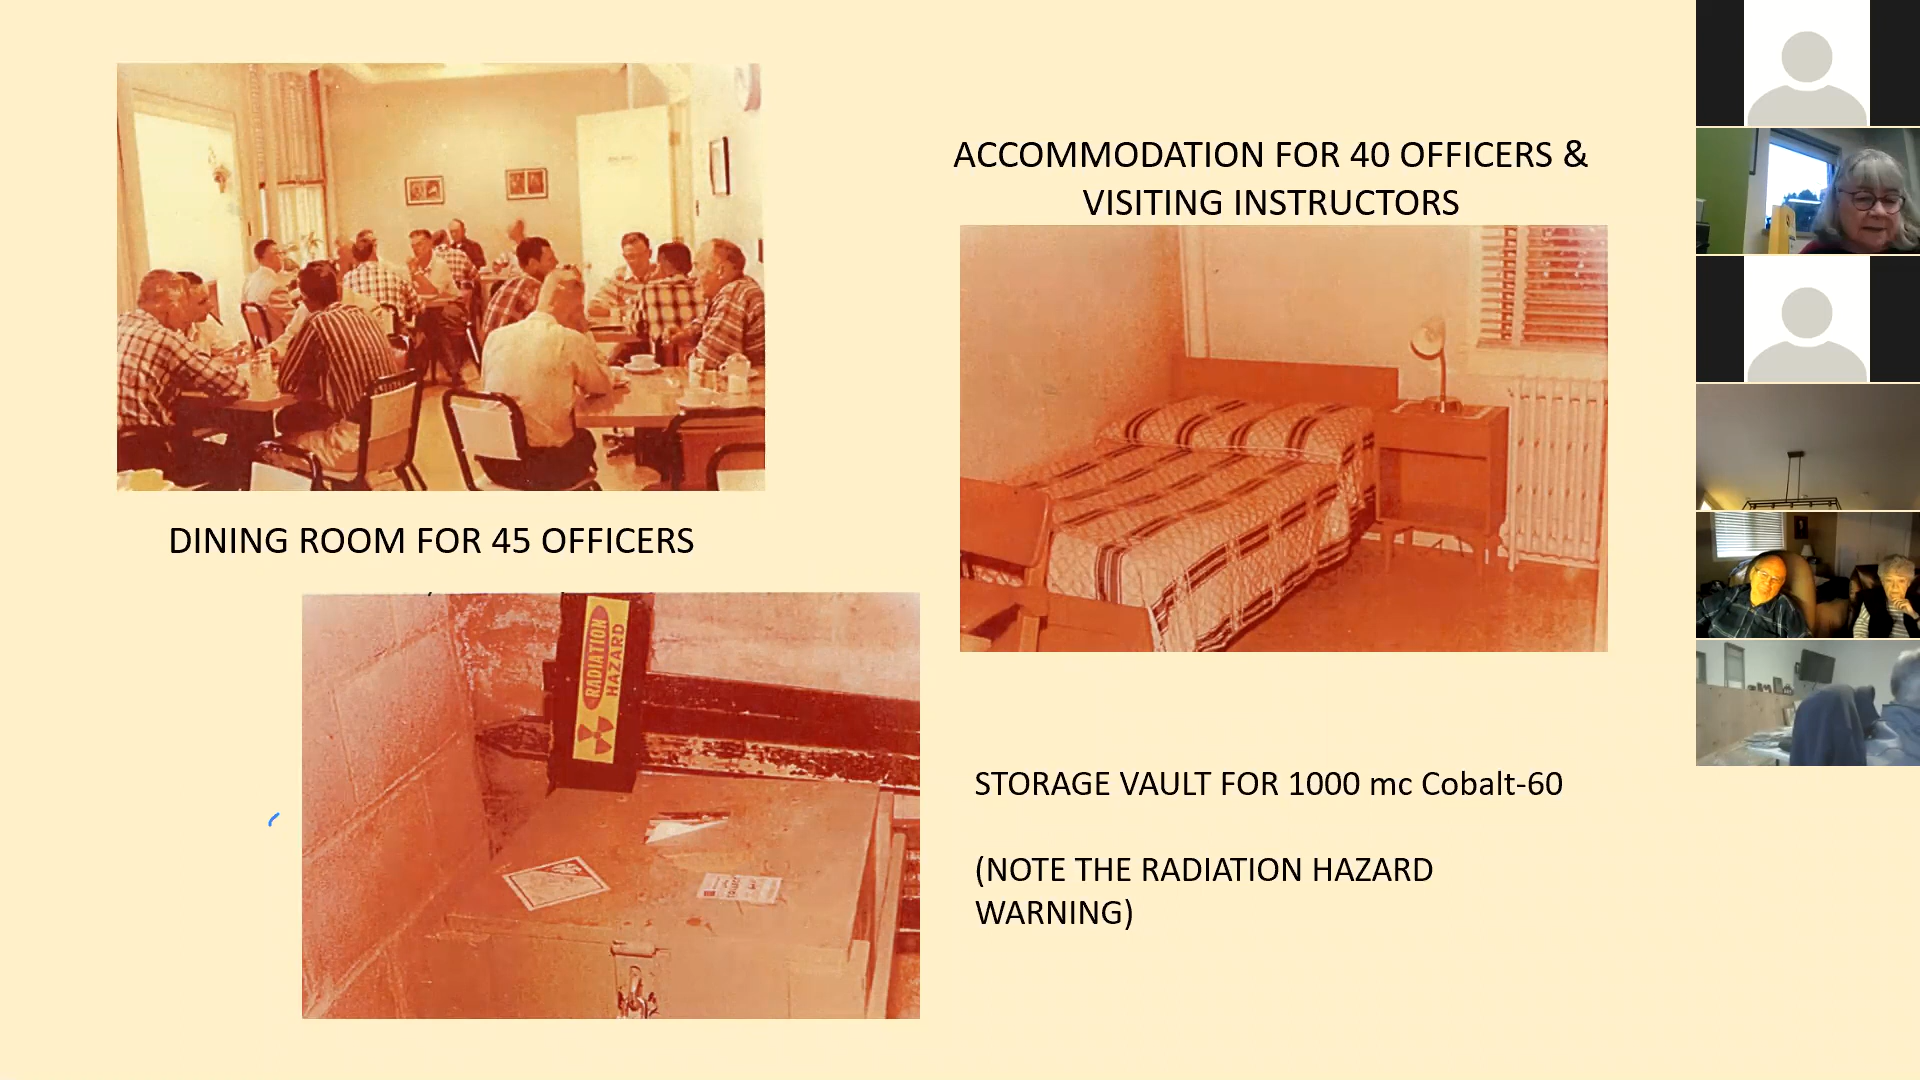 ACCOMMODATION FOR 40 OFFICERS &
VISITING INSTRUCTORS
DINING ROOM FOR 45 OFFICERS
RADIATION
HAZARD
STORAGE VAULT FOR 1000 mc Cobalt-60
(NOTE THE RADIATION HAZARD
WARNING)